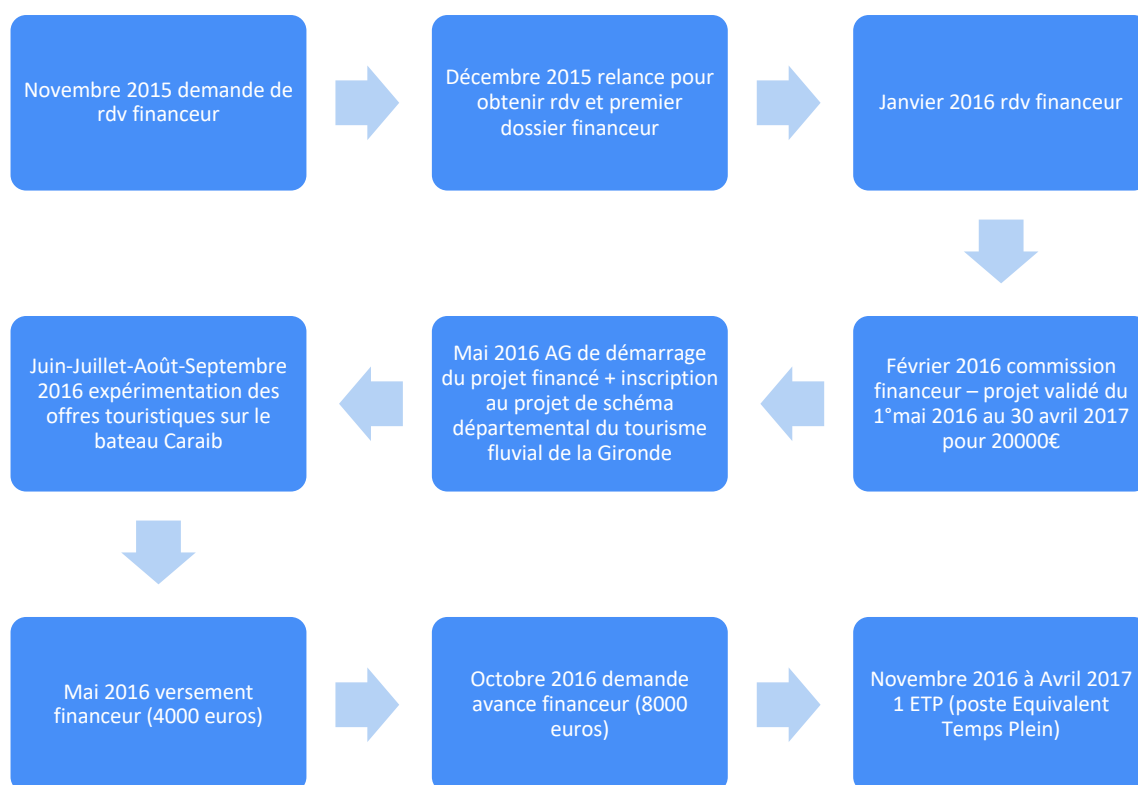 Novembre 2015 demande de
rdv financeur
Décembre 2015 relance pour
obtenir rdv et premier
dossier financeur
Janvier 2016 rdv financeur
Février 2016 commission
financeur – projet validé du
1°mai 2016 au 30 avril 2017
pour 20000€
Mai 2016 AG de démarrage
du projet financé + inscription
au projet de schéma
départemental du tourisme
fluvial de la Gironde
Juin-Juillet-Août-Septembre
2016 expérimentation des
offres touristiques sur le
bateau Caraib
Mai 2016 versement
financeur (4000 euros)
Octobre 2016 demande
avance financeur (8000
euros)
Novembre 2016 à Avril 2017
1 ETP (poste Equivalent
Temps Plein)